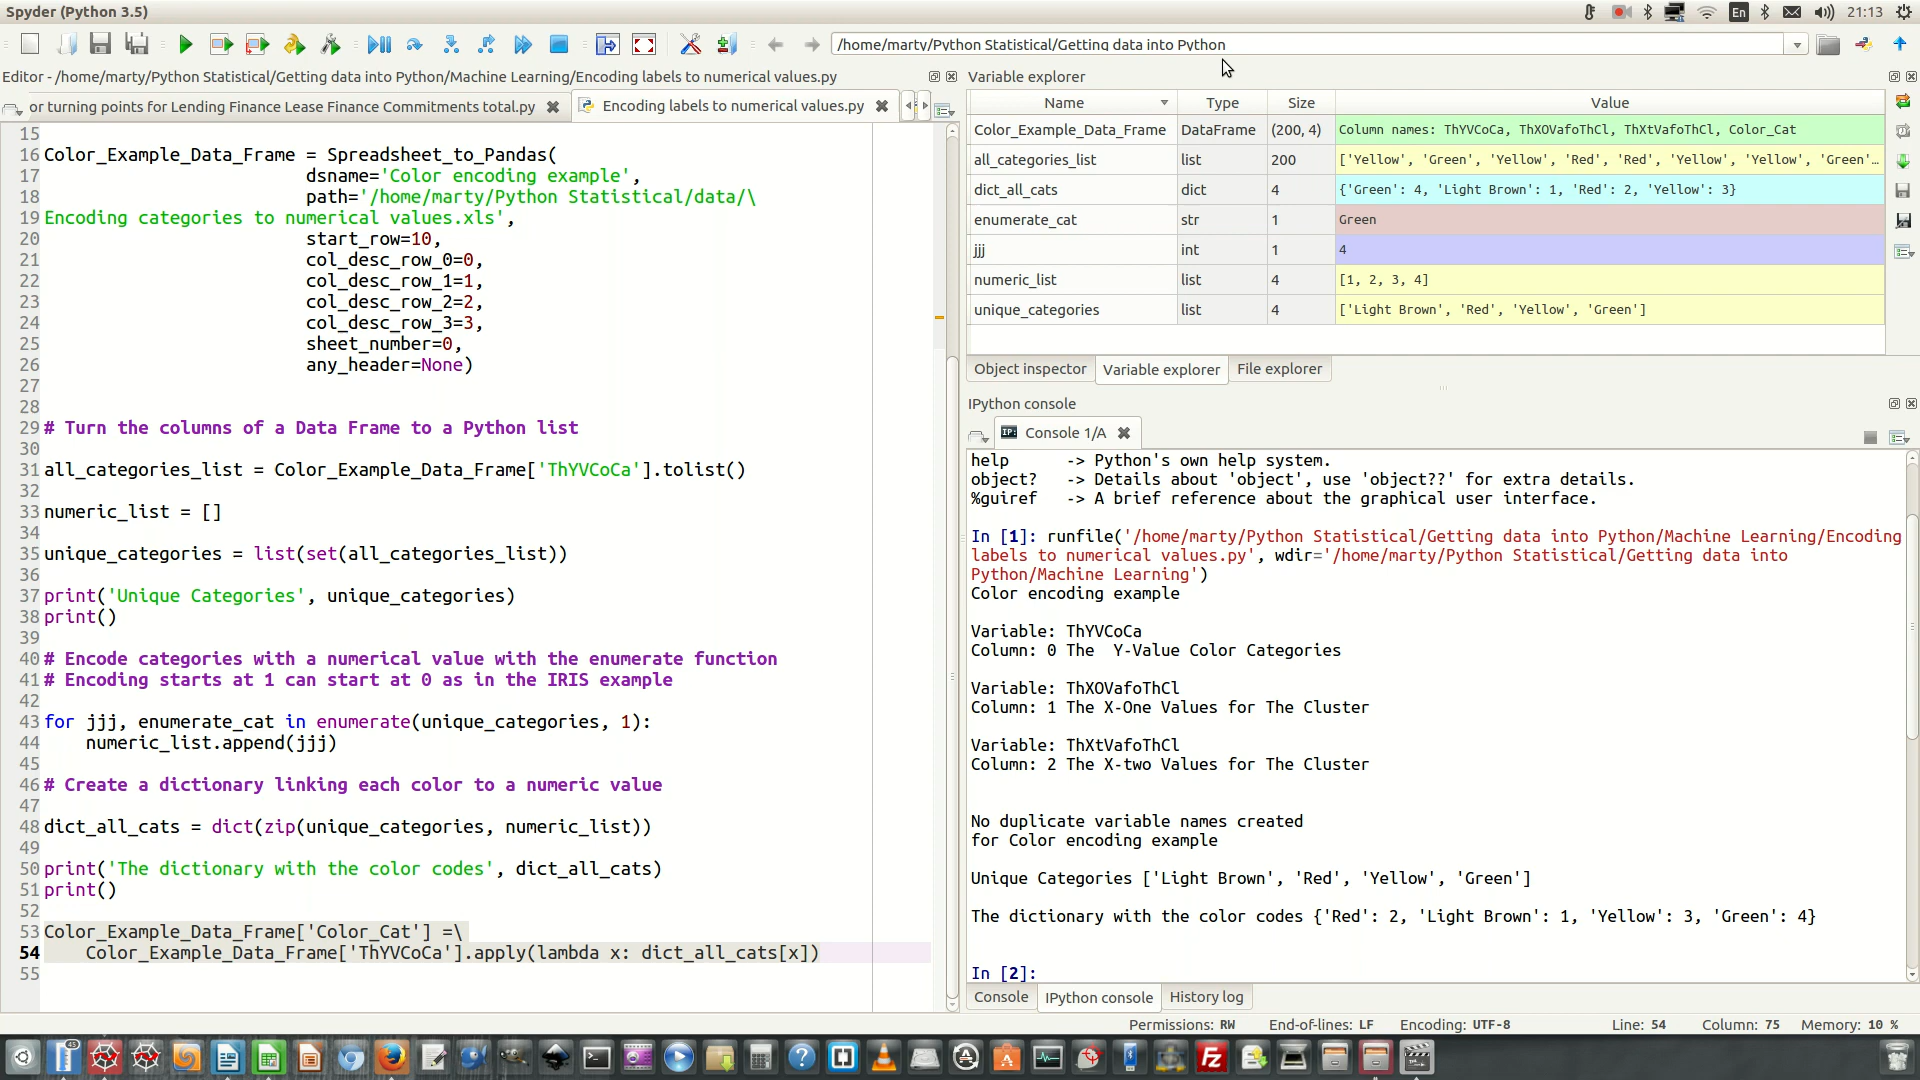 Spyder (Python 3.5)
En
21:13
/home/marty/Python Statistical/Getting data into Python
Editor - /home/marty/Python Statistical/Getting data into Python/Machine Learning/Encoding labels to numerical values.py
or turning points for Lending Finance Lease Finance Commitments total.py
Encoding labels to numerical values.py
15
16 Color_Example_Data_Frame = Spreadsheet_to_Pandas(
17 dsname='Color encoding example',
18 path='/home/marty/Python Statistical/data/\
19 Encoding categories to numerical values.xls',
20 start_row=10,
21 col_desc_row_0=0,
22 col_desc_row_1=1,
23 col_desc_row_2=2,
24 col_desc_row_3=3,
25 sheet_number=0,
26 any_header=None)
27
28
29 # Turn the columns of a Data Frame to a Python list
30
31 all_categories_list = Color_Example_Data_Frame['ThYVCoCa'].tolist()
32
33 numeric_list = []
34
35 unique_categories = list(set(all_categories_list))
36
37 print('Unique Categories', unique_categories)
38 print()
39
40 # Encode categories with a numerical value with the enumerate function
41 # Encoding starts at 1 can start at 0 as in the IRIS example
42
43 for jjj, enumerate_cat in enumerate(unique_categories, 1):
44 numeric_list.append(jjj)
45
46 # Create a dictionary linking each color to a numeric value
47
48 dict_all_cats = dict(zip(unique_categories, numeric_list))
49
50 print('The dictionary with the color codes', dict_all_cats)
51 print()
52
53 Color_Example_Data_Frame['Color_Cat'] =\
54 Color_Example_Data_Frame['ThYVCoCa'].apply(lambda x: dict_all_cats[x])
55
Variable explorer
Name Type Size Value
Color_Example_Data_Frame DataFrame (200, 4) Column names: ThYVCoCa, ThXOVafoThCl, ThXtVafoThCl, Color_Cat
all_categories_list list 200 ['Yellow', 'Green', 'Yellow', 'Red', 'Red', 'Yellow', 'Yellow', 'Green'...
dict_all_cats dict 4 {'Green': 4, 'Light Brown': 1, 'Red': 2, 'Yellow': 3}
enumerate_cat str 1 Green
jjj int 1 4
numeric_list list 4 [1, 2, 3, 4]
unique_categories list 4 ['Light Brown', 'Red', 'Yellow', 'Green']
Object inspector Variable explorer File explorer
IPython console
IP: Console 1/A
help -> Python's own help system.
object? -> Details about 'object', use 'object??' for extra details.
%guiref -> A brief reference about the graphical user interface.
In [1]: runfile('/home/marty/Python Statistical/Getting data into Python/Machine Learning/Encoding
labels to numerical values.py', wdir='/home/marty/Python Statistical/Getting data into
Python/Machine Learning')
Color encoding example
Variable: ThYVCoCa
Column: 0 The  Y-Value Color Categories
Variable: ThXOVafoThCl
Column: 1 The X-One Values for The Cluster
Variable: ThXtVafoThCl
Column: 2 The X-two Values for The Cluster
No duplicate variable names created
for Color encoding example
Unique Categories ['Light Brown', 'Red', 'Yellow', 'Green']
The dictionary with the color codes {'Red': 2, 'Light Brown': 1, 'Yellow': 3, 'Green': 4}
In [2]:
Console IPython console History log
Permissions: RW End-of-lines: LF Encoding: UTF-8 Line: 54 Column: 75 Memory: 10 %